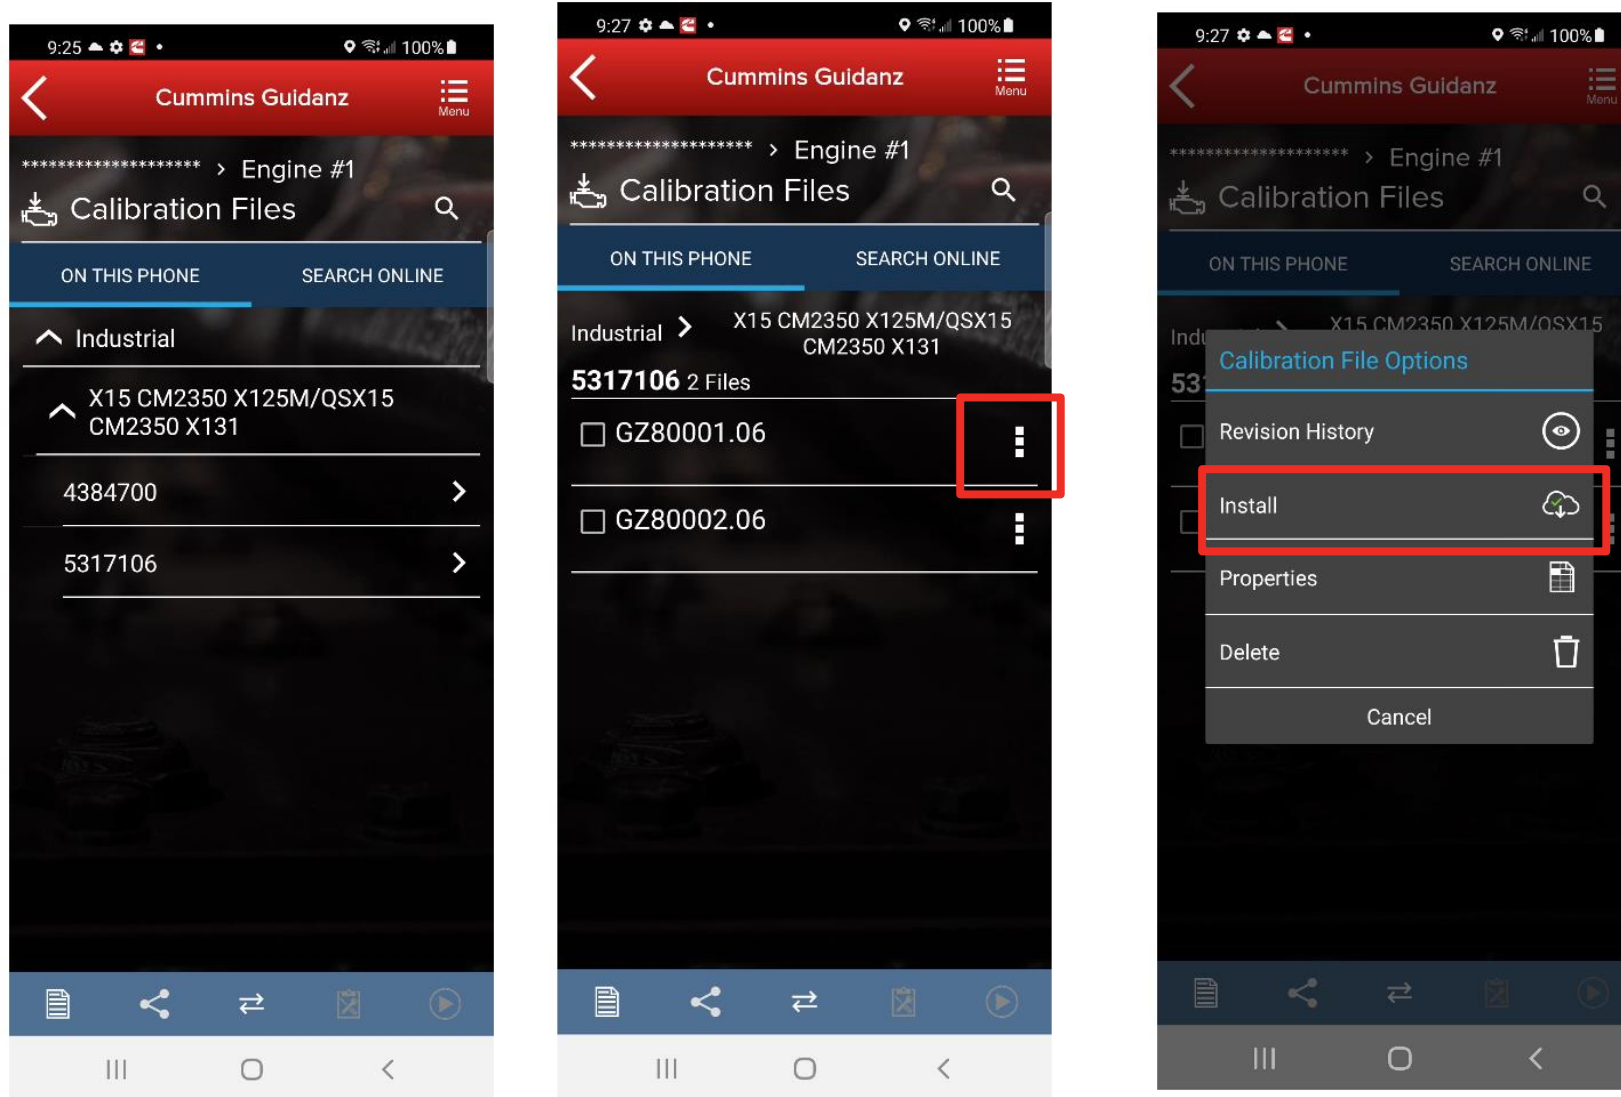 9:25
100%
Cummins Guidanz
Menu
******************** > Engine #1
Calibration Files
ON THIS PHONE
SEARCH ONLINE
Industrial
X15 CM2350 X125M/QSX15
CM2350 X131
4384700
5317106
9:27
100%
Cummins Guidanz
Menu
******************** > Engine #1
Calibration Files
ON THIS PHONE
SEARCH ONLINE
Industrial > X15 CM2350 X125M/QSX15
CM2350 X131
5317106 2 Files
GZ80001.06
GZ80002.06
9:27
100%
Cummins Guidanz
Menu
******************** > Engine #1
Calibration Files
ON THIS PHONE
SEARCH ONLINE
Indu
X15 CM2350 X125M/QSX15
53
Calibration File Options
Revision History
Install
Properties
Delete
Cancel